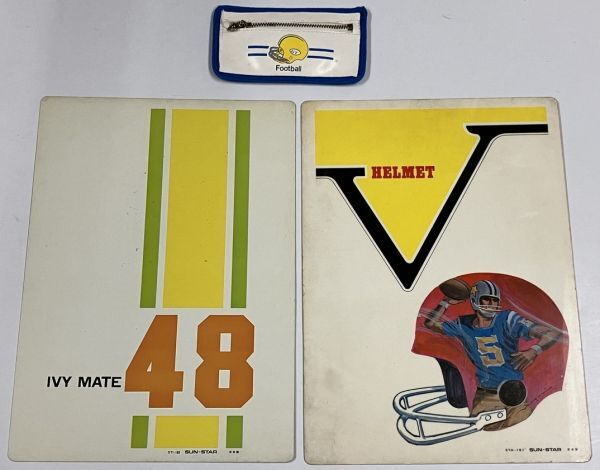 Football
IVY MATE 48
SUN-STAR
V
HELMET
5
SUN-STAR